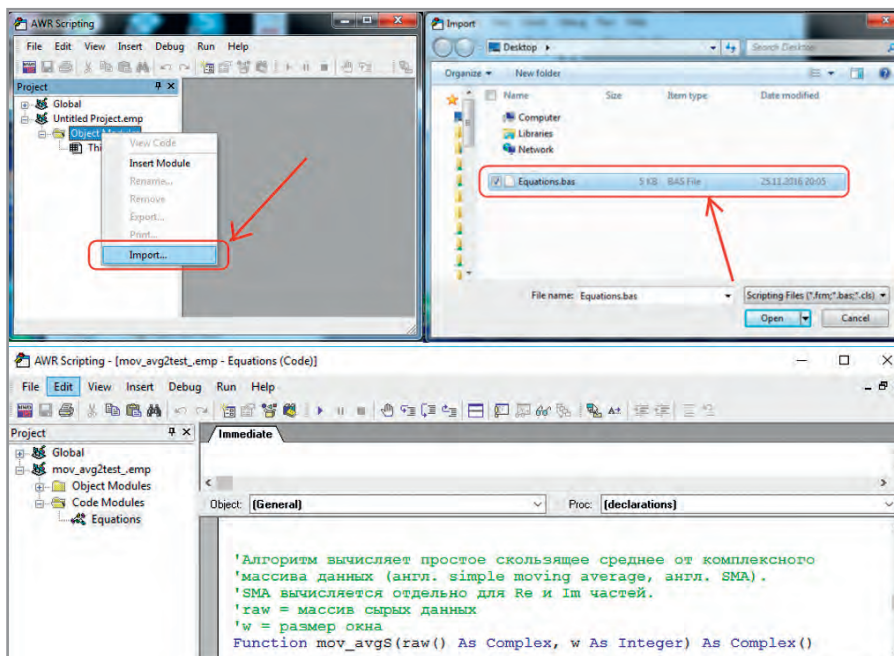 AWR Scripting
File Edit View Insert Debug Run Help
Project
Global
Untitled Project.emp
Object Modules
Thi
View Code
Insert Module
Rename...
Remove
Export...
Print...
Import...
Import
Desktop
Search Desktop
Organize New folder
Name Size Item type Date modified
Computer
Libraries
Network
Equations.bas 5 KB BAS File 25.11.2016 20:05
File name: Equations.bas Scripting Files (*.frm;*.bas;*.cls)
Open Cancel
AWR Scripting - [mov_avg2test_.emp - Equations (Code)]
File Edit View Insert Debug Run Help
Project
Global
mov_avg2test_.emp
Object Modules
Code Modules
Equations
Immediate
Object: (General) Proc: (declarations)
'Алгоритм вычисляет простое скользящее среднее от комплексного
'массива данных (англ. simple moving average, англ. SMA).
'SMA вычисляется отдельно для Re и Im частей.
'raw = массив сырых данных
'w = размер окна
Function mov_avgS(raw() As Complex, w As Integer) As Complex()